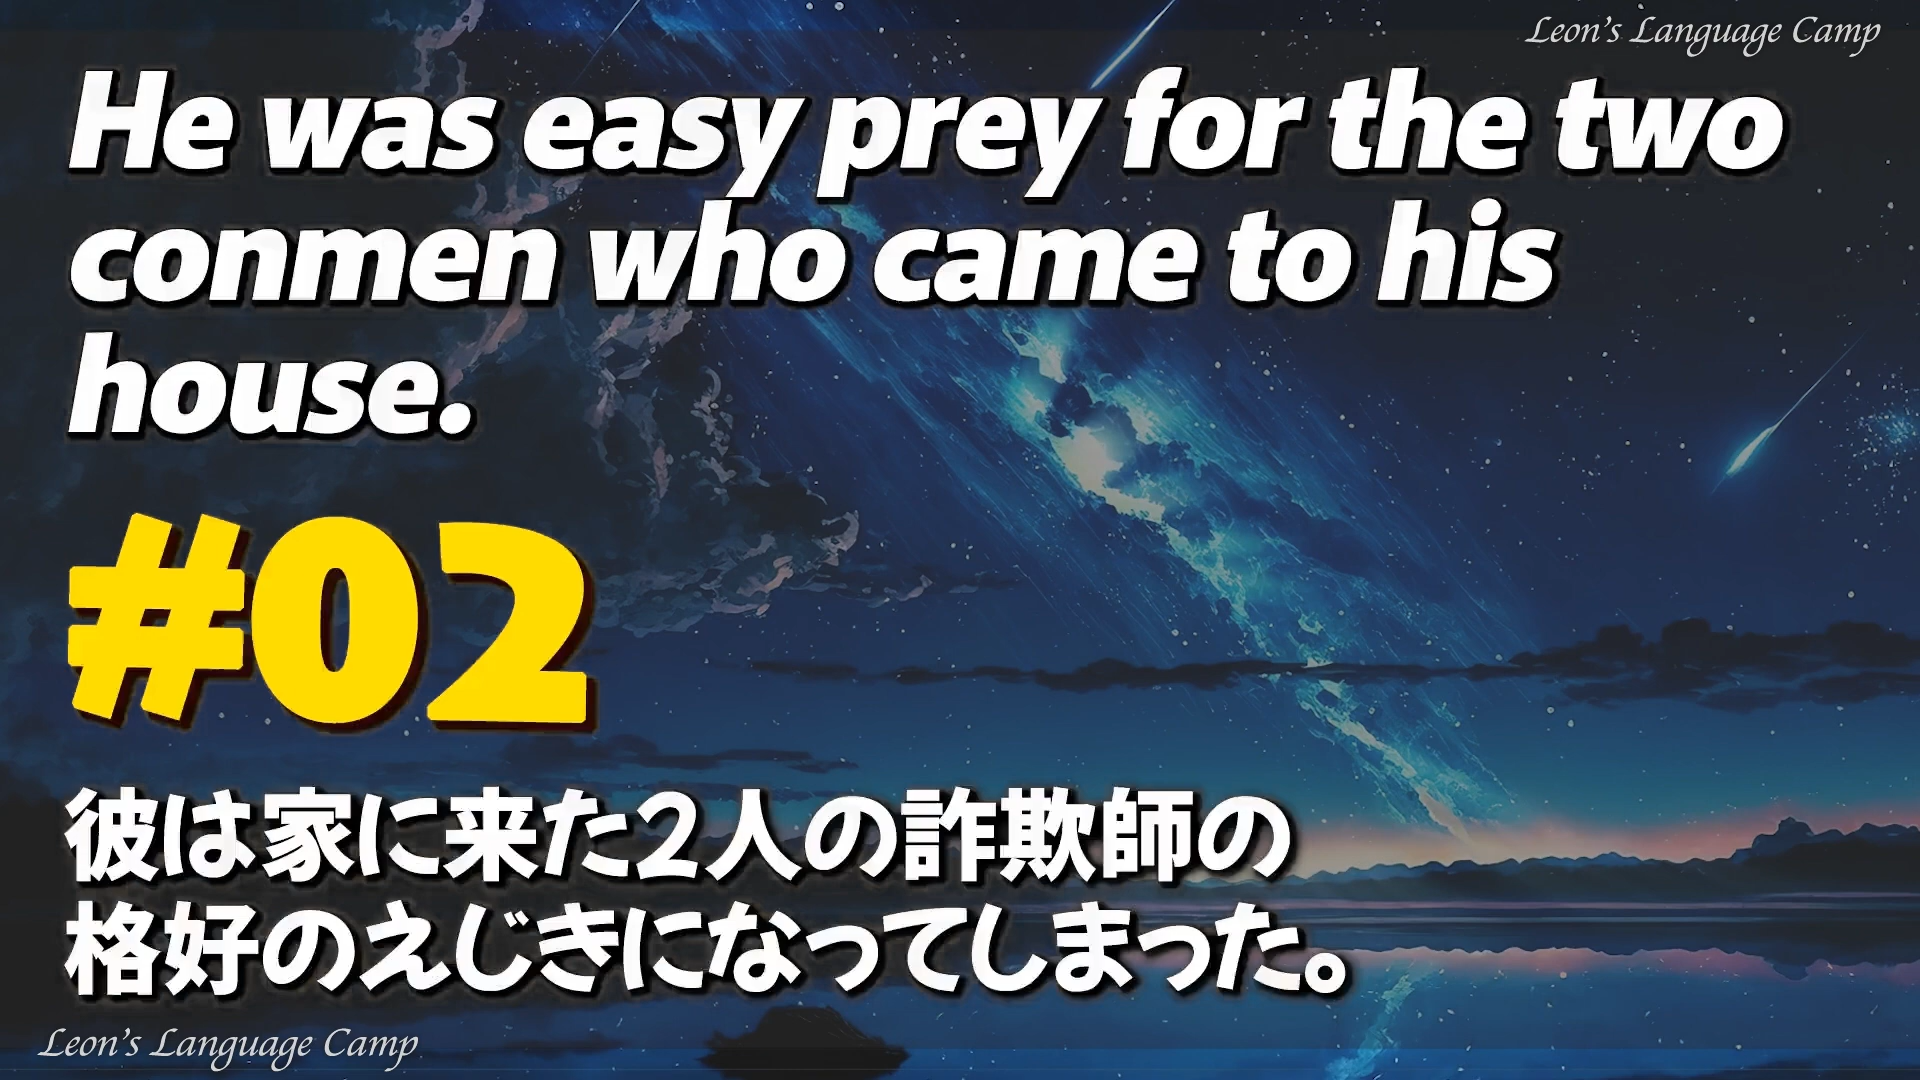 Leon's Language Camp
He was easy prey for the two
conmen who came to his
house.
#02
彼は家に来た2人の詐欺師の
格好のえじきになってしまった。
Leon's Language Camp